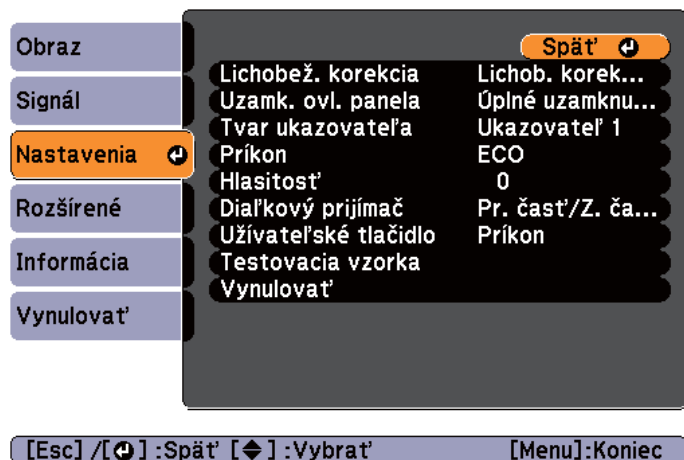 Obraz
Signál
Nastavenia
Rozšírené
Informácia
Vynulovať
Späť
Lichobež. korekcia Lichob. korek...
Uzamk. ovl. panela Úplné uzamknu...
Tvar ukazovateľa Ukazovateľ 1
Príkon ECO
Hlasitosť 0
Diaľkový prijímač Pr. časť/Z. ča...
Užívateľské tlačidlo Príkon
Testovacia vzorka
Vynulovať
[Esc] /[ ] :Späť [ ] :Vybrať [Menu]:Koniec